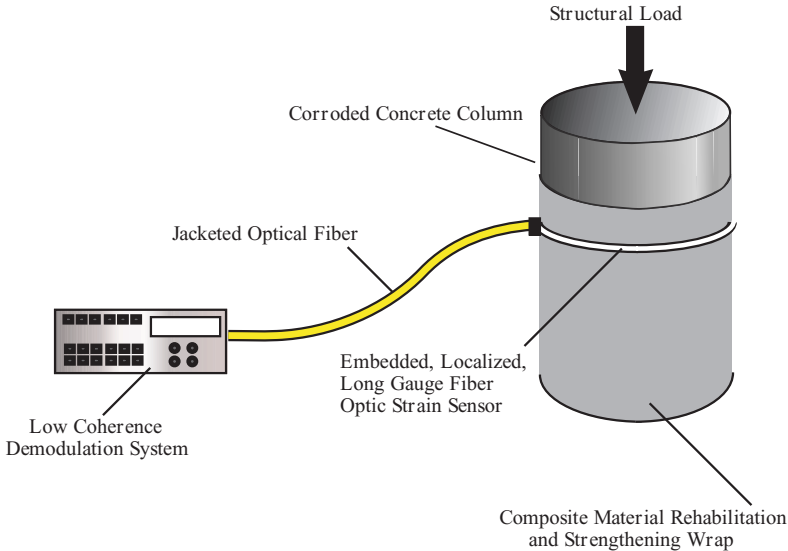 Structural Load
Corroded Concrete Column
Jacketed Optical Fiber
Embedded, Localized,
Long Gauge Fiber
Optic Strain Sensor
Low Coherence
Demodulation System
Composite Material Rehabilitation
and Strengthening Wrap